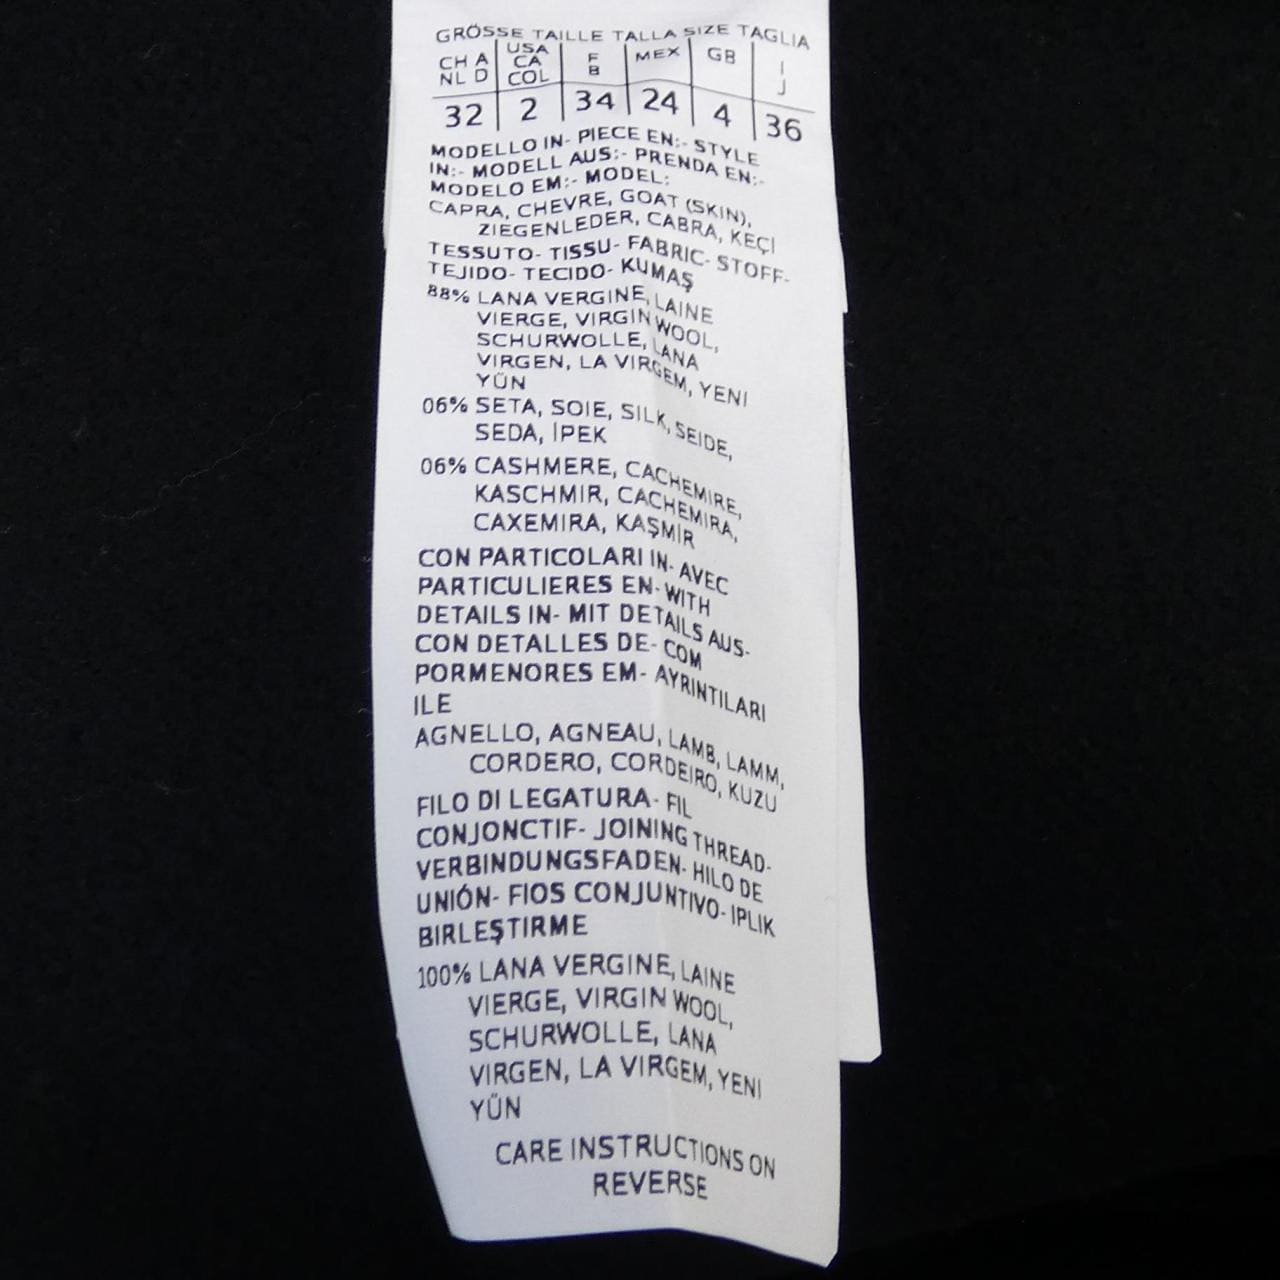 GRÖSSE TAILLE TALLA SIZE TAGLIA
CH A USA F MEX GB I
NL D CA B J
COL
32 2 34 24 4 36
MODELLO IN- PIECE EN:- STYLE
IN:- MODELL AUS:- PRENDA EN:-
MODELO EM:- MODEL:
CAPRA, CHEVRE, GOAT (SKIN),
ZIEGENLEDER, CABRA, KEÇI
TESSUTO- TISSU- FABRIC- STOFF-
TEJIDO- TECIDO- KUMAŞ
88% LANA VERGINE, LAINE
VIERGE, VIRGIN WOOL,
SCHURWOLLE, LANA
VIRGEN, LA VIRGEM, YENI
YÜN
06% SETA, SOIE, SILK, SEIDE,
SEDA, İPEK
06% CASHMERE, CACHEMIRE,
KASCHMIR, CACHEMIRA,
CAXEMIRA, KAŞMİR
CON PARTICOLARI IN- AVEC
PARTICULIERES EN- WITH
DETAILS IN- MIT DETAILS AUS-
CON DETALLES DE- COM
PORMENORES EM- AYRINTILARI
ILE
AGNELLO, AGNEAU, LAMB, LAMM,
CORDERO, CORDEIRO, KUZU
FILO DI LEGATURA- FIL
CONJONCTIF- JOINING THREAD-
VERBINDUNGSFADEN- HILO DE
UNIÓN- FIOS CONJUNTIVO- IPLIK
BIRLEŞTIRME
100% LANA VERGINE, LAINE
VIERGE, VIRGIN WOOL,
SCHURWOLLE, LANA
VIRGEN, LA VIRGEM, YENI
YÜN
CARE INSTRUCTIONS ON
REVERSE